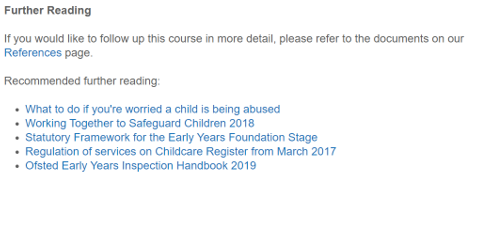 Further Reading
If you would like to follow up this course in more detail, please refer to the documents on our
References page.
Recommended further reading:
• What to do if you're worried a child is being abused
• Working Together to Safeguard Children 2018
• Statutory Framework for the Early Years Foundation Stage
• Regulation of services on Childcare Register from March 2017
• Ofsted Early Years Inspection Handbook 2019